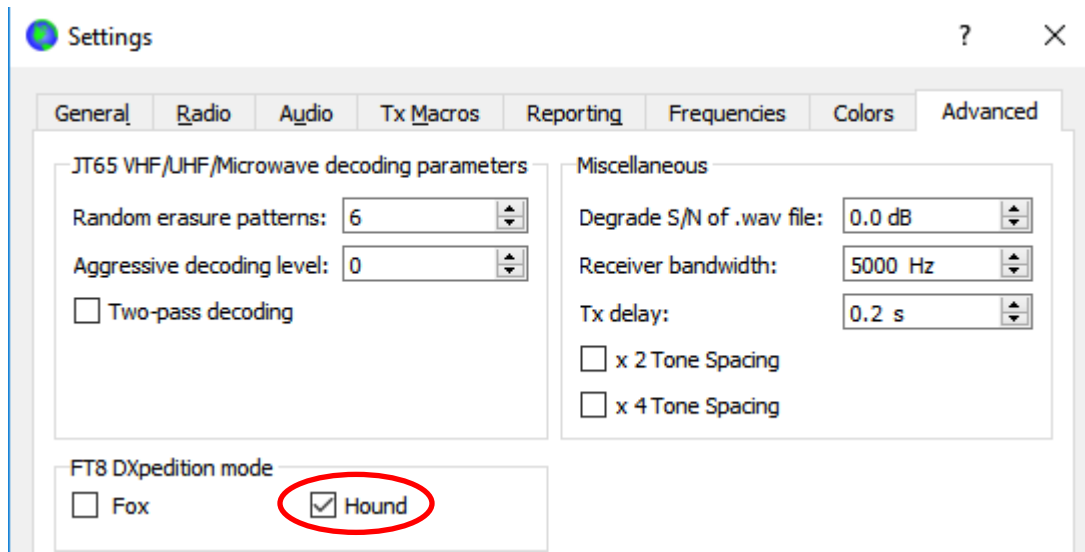 Settings
?
General Radio Audio Tx Macros Reporting Frequencies Colors Advanced
JT65 VHF/UHF/Microwave decoding parameters
Random erasure patterns: 6
Aggressive decoding level: 0
Two-pass decoding
Miscellaneous
Degrade S/N of .wav file: 0.0 dB
Receiver bandwidth: 5000 Hz
Tx delay: 0.2 s
x 2 Tone Spacing
x 4 Tone Spacing
FT8 DXpedition mode
Fox Hound